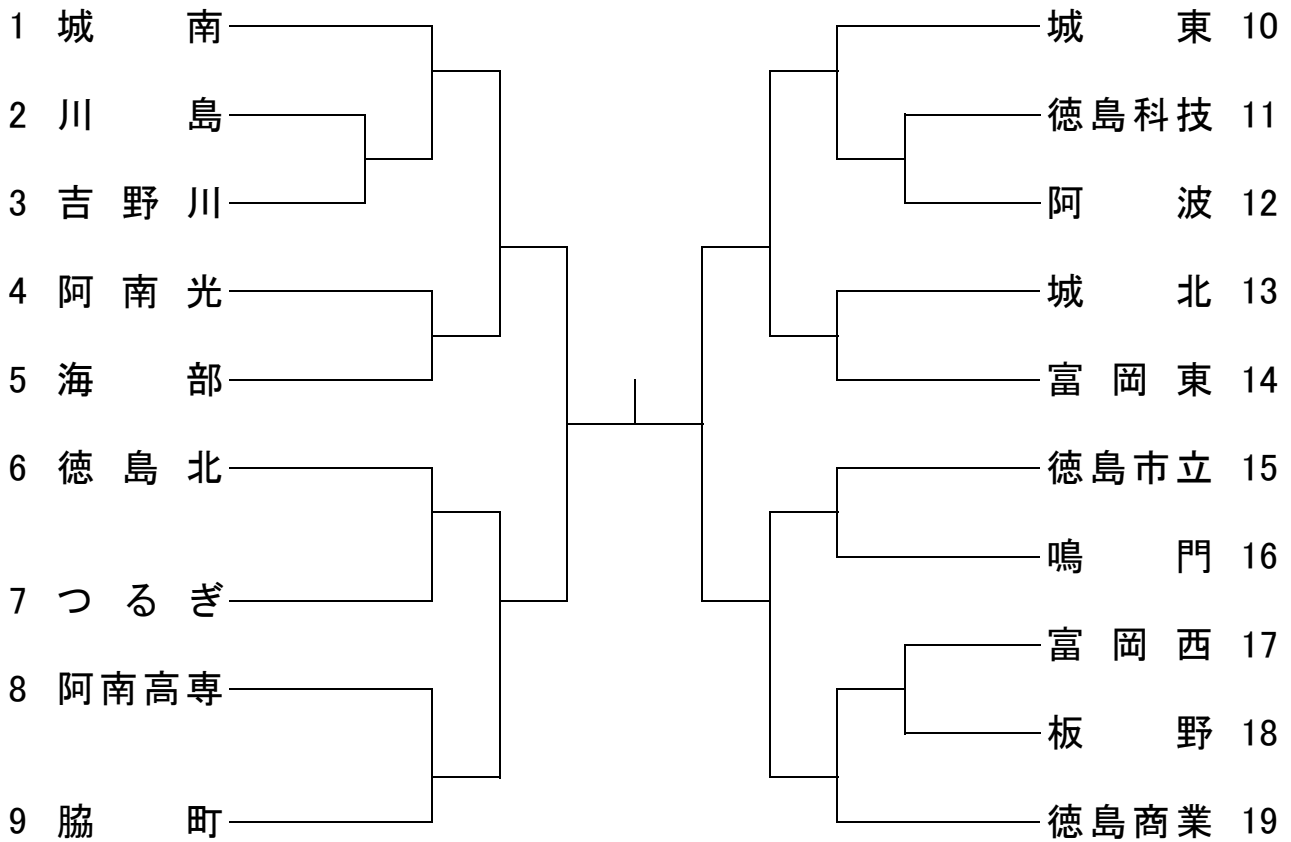 1 城南
2 川島
3 吉野川
4 阿南光
5 海部
6 徳島北
7 つるぎ
8 阿南高専
9 脇町
城東 10
徳島科技 11
阿波 12
城北 13
富岡東 14
徳島市立 15
鳴門 16
富岡西 17
板野 18
徳島商業 19